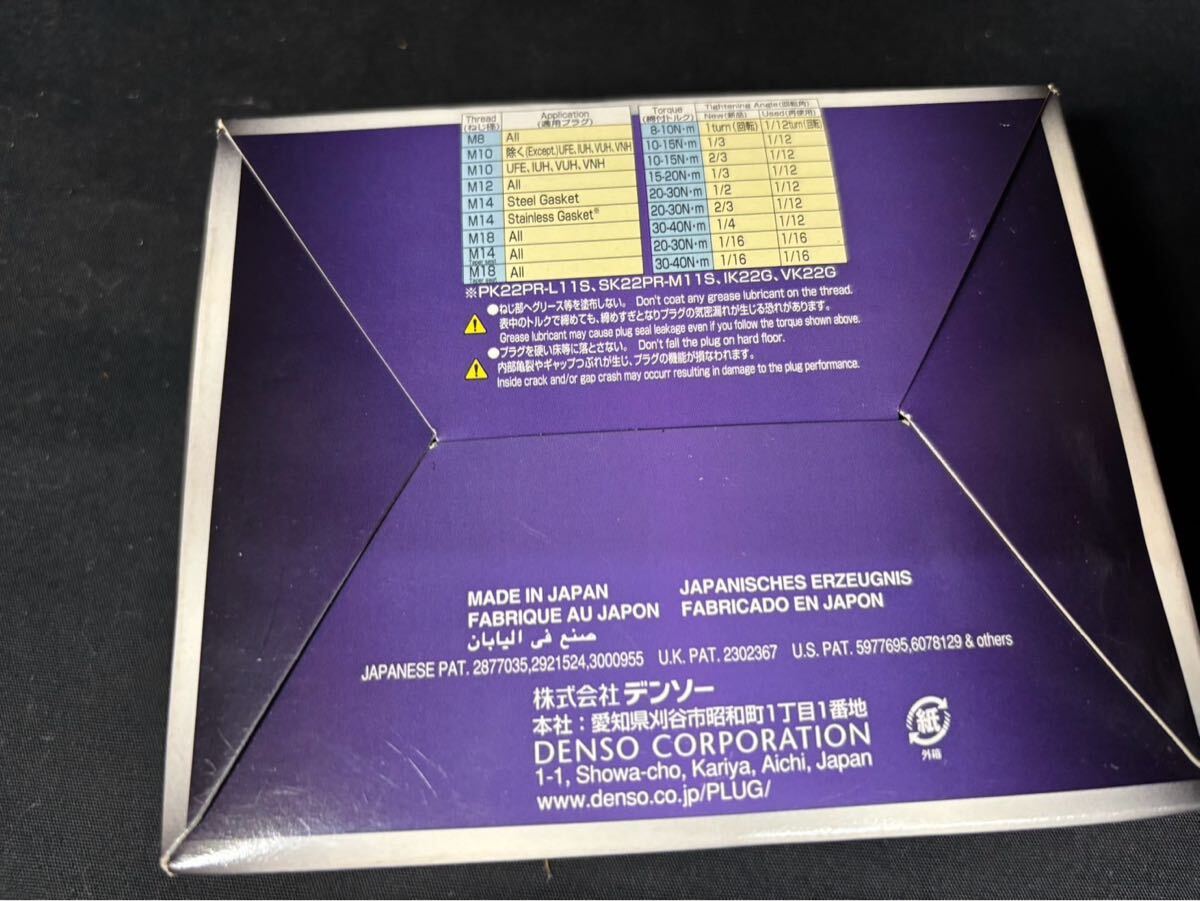 Thread Application Torque Tightening Angle(回転角)
(ねじ径) (適用プラグ) (締付トルク) New(新品) Used(再使用)
M8 All 8-10N・m 1turn(回転) 1/12turn(回転)
M10 除く(Except.)UFE, IUH, VUH, VNH 10-15N・m 1/3 1/12
M10 UFE, IUH, VUH, VNH 10-15N・m 2/3 1/12
M12 All 15-20N・m 1/3 1/12
M14 Steel Gasket 20-30N・m 1/2 1/12
M14 Stainless Gasket※ 20-30N・m 2/3 1/12
M18 All 30-40N・m 1/4 1/12
M14 All 20-30N・m 1/16 1/16
M18 All 30-40N・m 1/16 1/16
※PK22PR-L11S、SK22PR-M11S、IK22G、VK22G
●ねじ部へグリース等を塗布しない。 Don't coat any grease lubricant on the thread.
表中のトルクで締めても、締めすぎとなりプラグの気密漏れが生じる恐れがあります。
Grease lubricant may cause plug seal leakage even if you follow the torque shown above.
●プラグを硬い床等に落とさない。 Don't fall the plug on hard floor.
内部亀裂やギャップつぶれが生じ、プラグの機能が損なわれます。
Inside crack and/or gap crash may occurr resulting in damage to the plug performance.
MADE IN JAPAN JAPANISCHES ERZEUGNIS
FABRIQUE AU JAPON FABRICADO EN JAPON
صنع في اليابان
JAPANESE PAT. 2877035,2921524,3000955 U.K. PAT. 2302367 U.S. PAT. 5977695,6078129 & others
株式会社 デンソー
本社：愛知県刈谷市昭和町1丁目1番地
DENSO CORPORATION
1-1, Showa-cho, Kariya, Aichi, Japan
www.denso.co.jp/PLUG/
紙
外箱